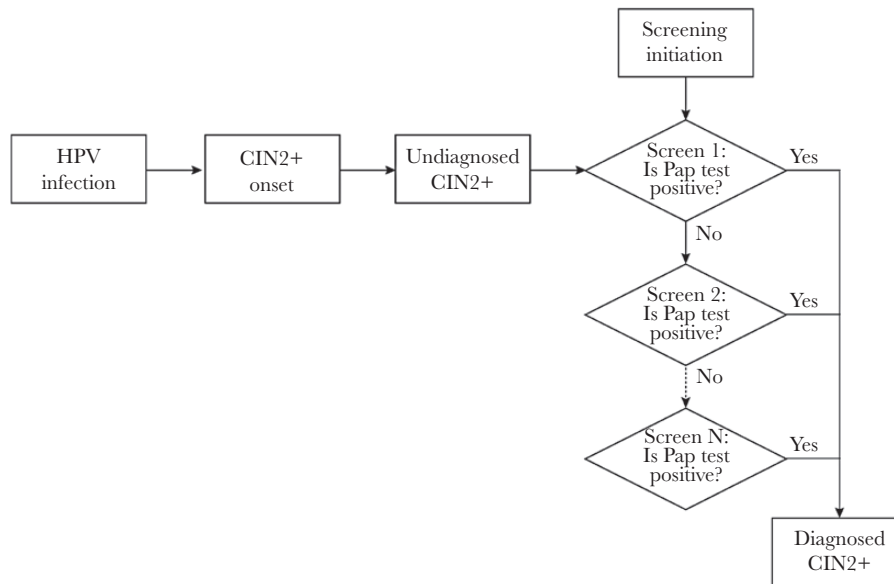 Screening
initiation
HPV
infection
CIN2+
onset
Undiagnosed
CIN2+
Screen 1:
Is Pap test
positive?
Yes
No
Screen 2:
Is Pap test
positive?
Yes
No
Screen N:
Is Pap test
positive?
Yes
Diagnosed
CIN2+